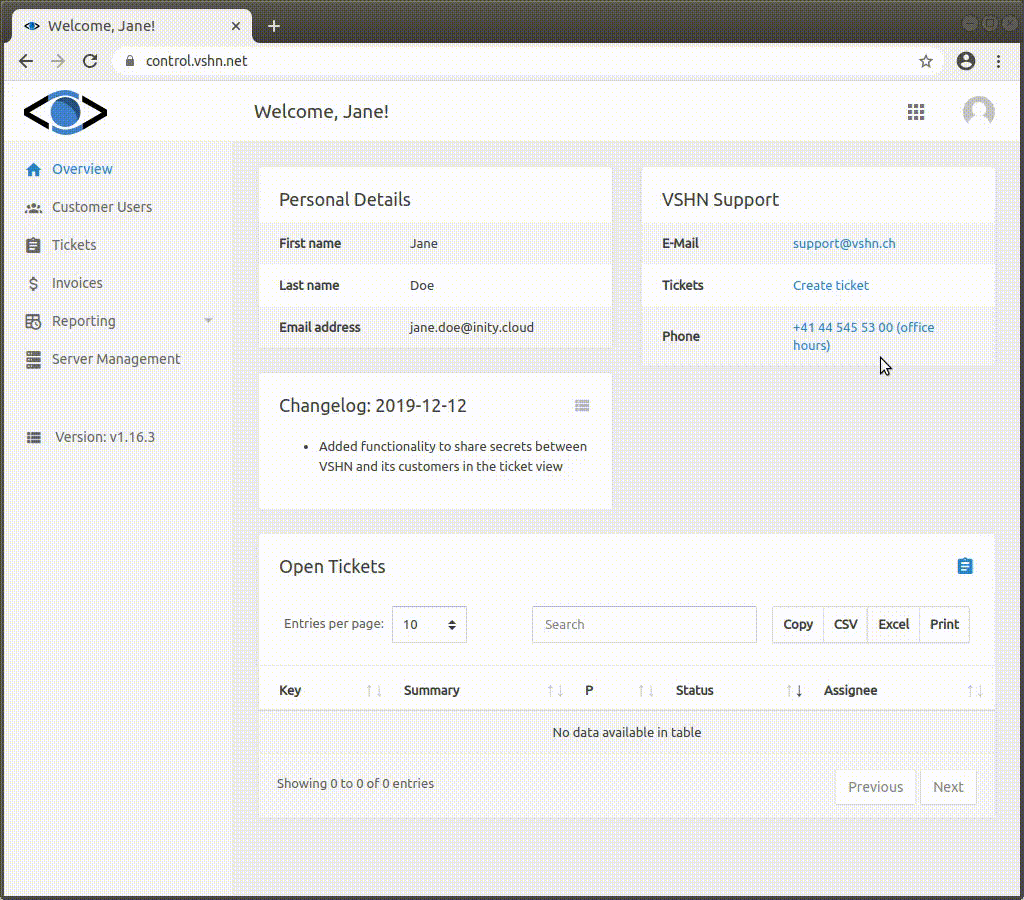 Welcome, Jane!
control.vshn.net
Welcome, Jane!
Overview
Customer Users
Tickets
Invoices
Reporting
Server Management
Version: v1.16.3
Personal Details
First name Jane
Last name Doe
Email address jane.doe@inity.cloud
VSHN Support
E-Mail support@vshn.ch
Tickets Create ticket
Phone +41 44 545 53 00 (office
hours)
Changelog: 2019-12-12
• Added functionality to share secrets between
VSHN and its customers in the ticket view
Open Tickets
Entries per page: 10 Search Copy CSV Excel Print
Key Summary P Status Assignee
No data available in table
Showing 0 to 0 of 0 entries Previous Next